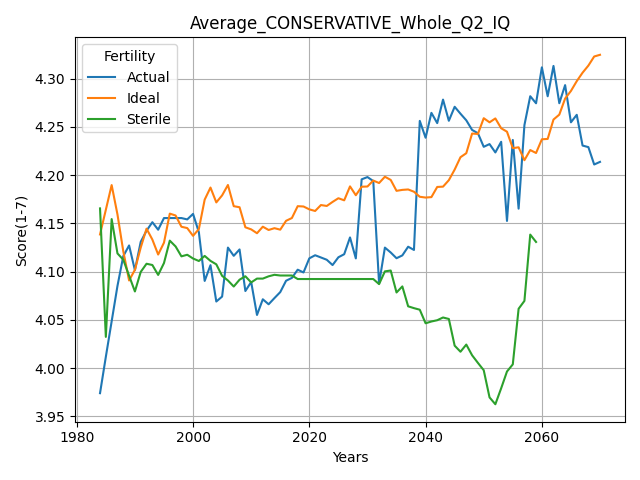 Average_CONSERVATIVE_Whole_Q2_IQ
Fertility
Actual
Ideal
Sterile
4.30
4.25
4.20
4.15
4.10
4.05
4.00
3.95
Score(1-7)
1980 2000 2020 2040 2060
Years